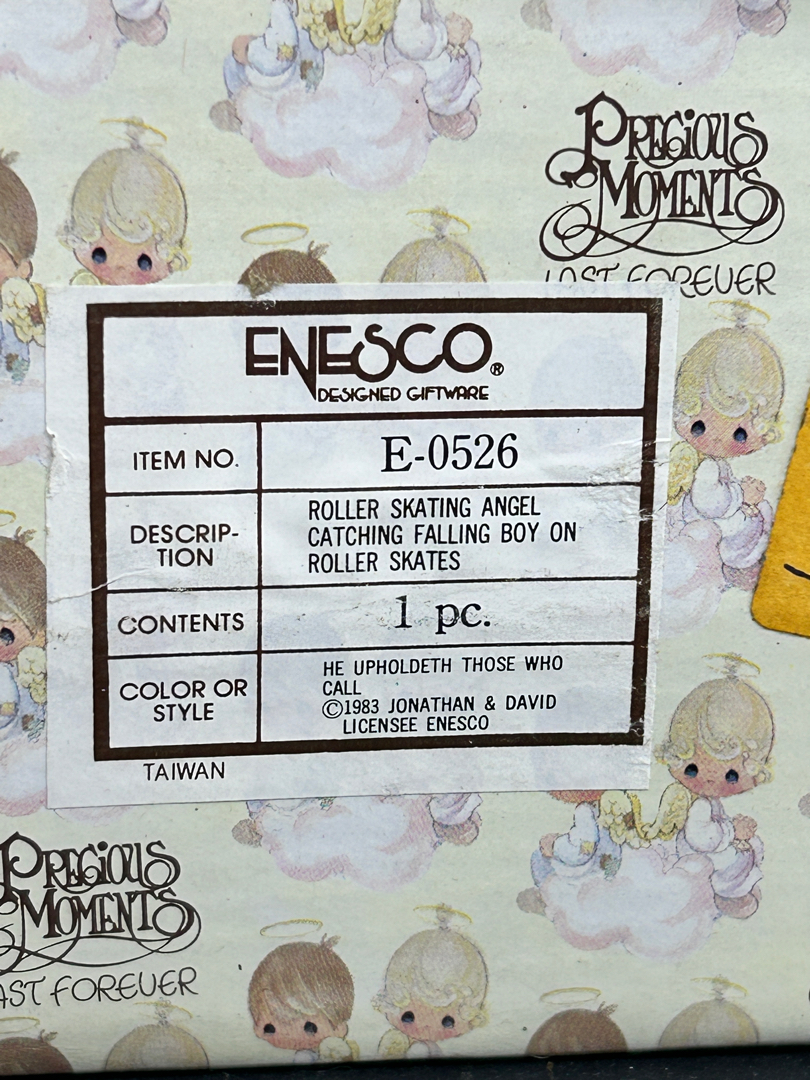 PRECIOUS
MOMENTS
LAST FOREVER
ENESCO®
DESIGNED GIFTWARE
ITEM NO.
E-0526
DESCRIP-
TION
ROLLER SKATING ANGEL
CATCHING FALLING BOY ON
ROLLER SKATES
CONTENTS
1 pc.
COLOR OR
STYLE
HE UPHOLDETH THOSE WHO
CALL
©1983 JONATHAN & DAVID
LICENSEE ENESCO
TAIWAN
PRECIOUS
MOMENTS
AST FOREVER